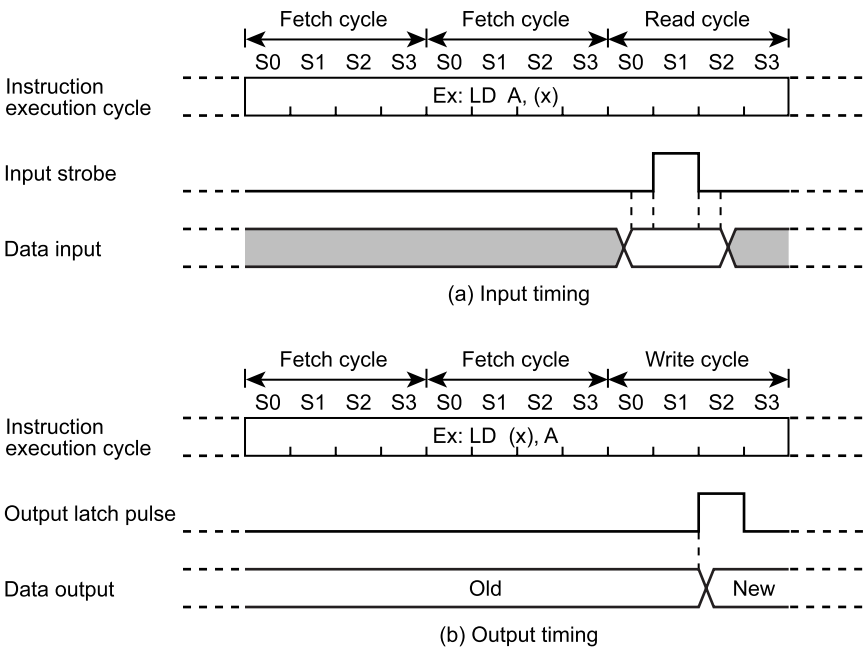 Fetch cycle Fetch cycle Read cycle
S0 S1 S2 S3 S0 S1 S2 S3 S0 S1 S2 S3
Instruction
execution cycle
Ex: LD A, (x)
Input strobe
Data input
(a) Input timing
Fetch cycle Fetch cycle Write cycle
S0 S1 S2 S3 S0 S1 S2 S3 S0 S1 S2 S3
Instruction
execution cycle
Ex: LD (x), A
Output latch pulse
Data output Old New
(b) Output timing